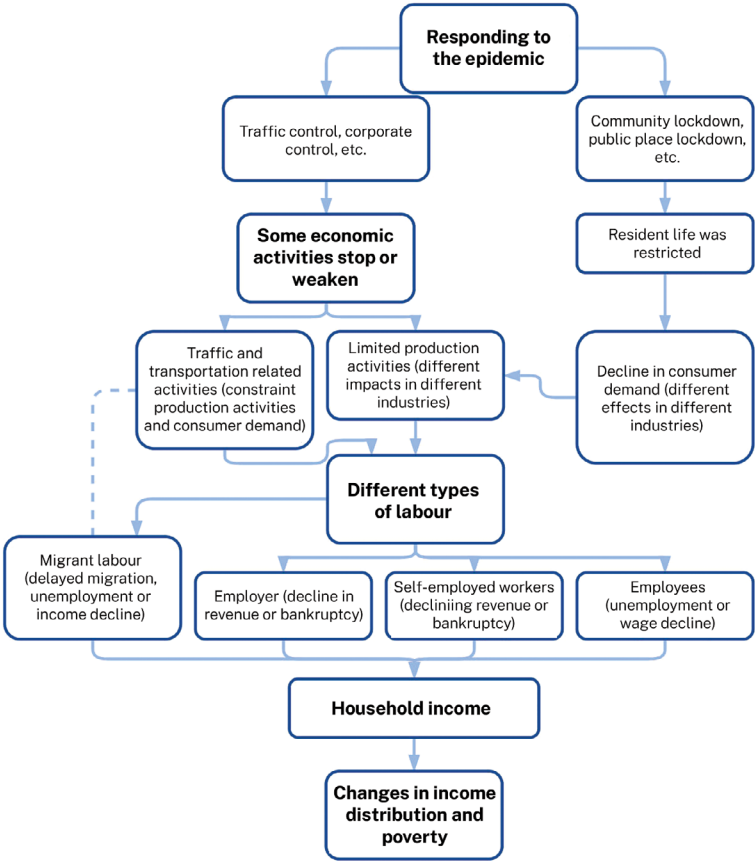 Responding to
the epidemic
Traffic control, corporate
control, etc.
Community lockdown,
public place lockdown,
etc.
Some economic
activities stop or
weaken
Resident life was
restricted
Traffic and
transportation related
activities (constraint
production activities
and consumer demand)
Limited production
activities (different
impacts in different
industries)
Decline in consumer
demand (different
effects in different
industries)
Different types
of labour
Migrant labour
(delayed migration,
unemployment or
income decline)
Employer (decline in
revenue or bankruptcy)
Self-employed workers
(decliniing revenue or
bankruptcy)
Employees
(unemployment or
wage decline)
Household income
Changes in income
distribution and
poverty